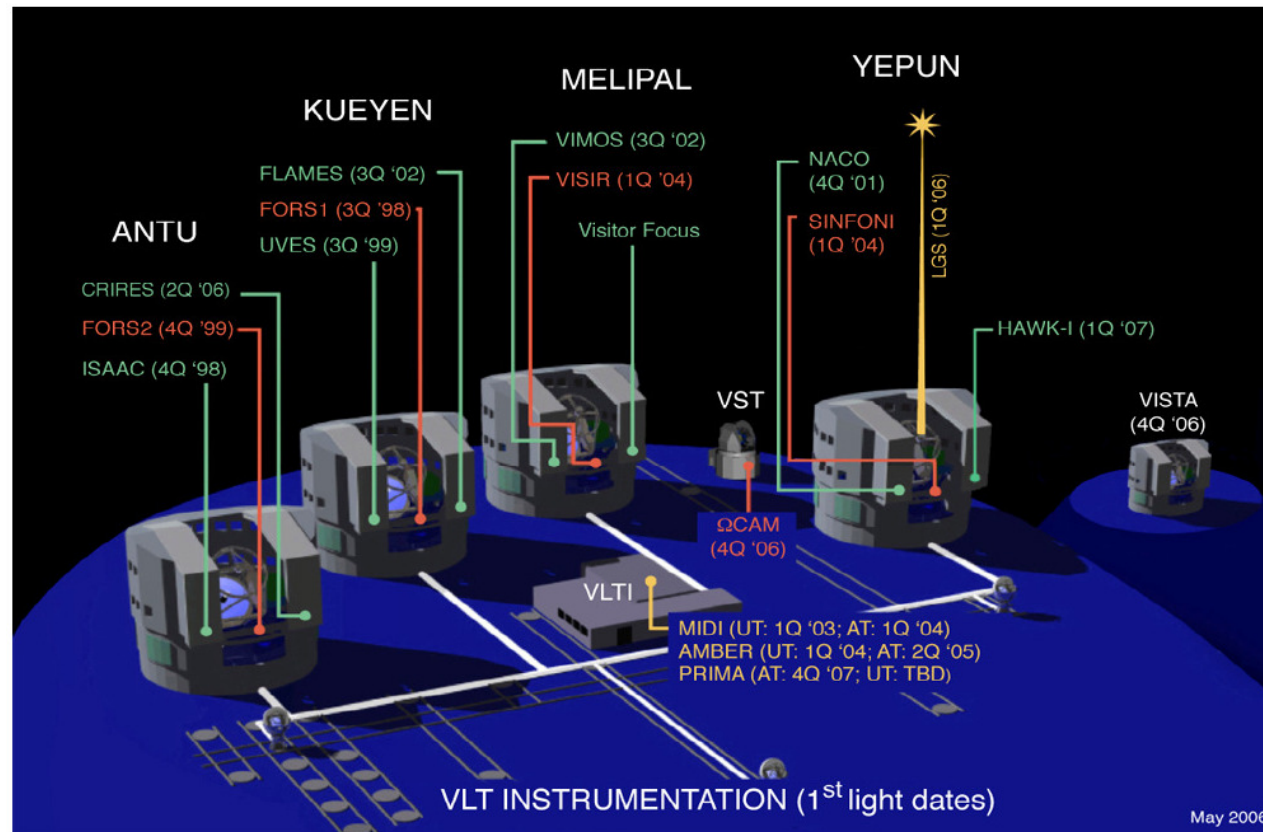 YEPUN
MELIPAL
KUEYEN
VIMOS (3Q ‘02)
VISIR (1Q ’04)
Visitor Focus
NACO
(4Q ‘01)
SINFONI
(1Q ’04)
LGS (1Q ’06)
FLAMES (3Q ‘02)
FORS1 (3Q ‘98)
UVES (3Q ‘99)
ANTU
CRIRES (2Q ‘06)
FORS2 (4Q ’99)
ISAAC (4Q ‘98)
HAWK-I (1Q ‘07)
VST
VISTA
(4Q ‘06)
ΩCAM
(4Q ‘06)
VLTI
MIDI (UT: 1Q ‘03; AT: 1Q ‘04)
AMBER (UT: 1Q ‘04; AT: 2Q ‘05)
PRIMA (AT: 4Q ‘07; UT: TBD)
VLT INSTRUMENTATION (1st light dates)
May 2006